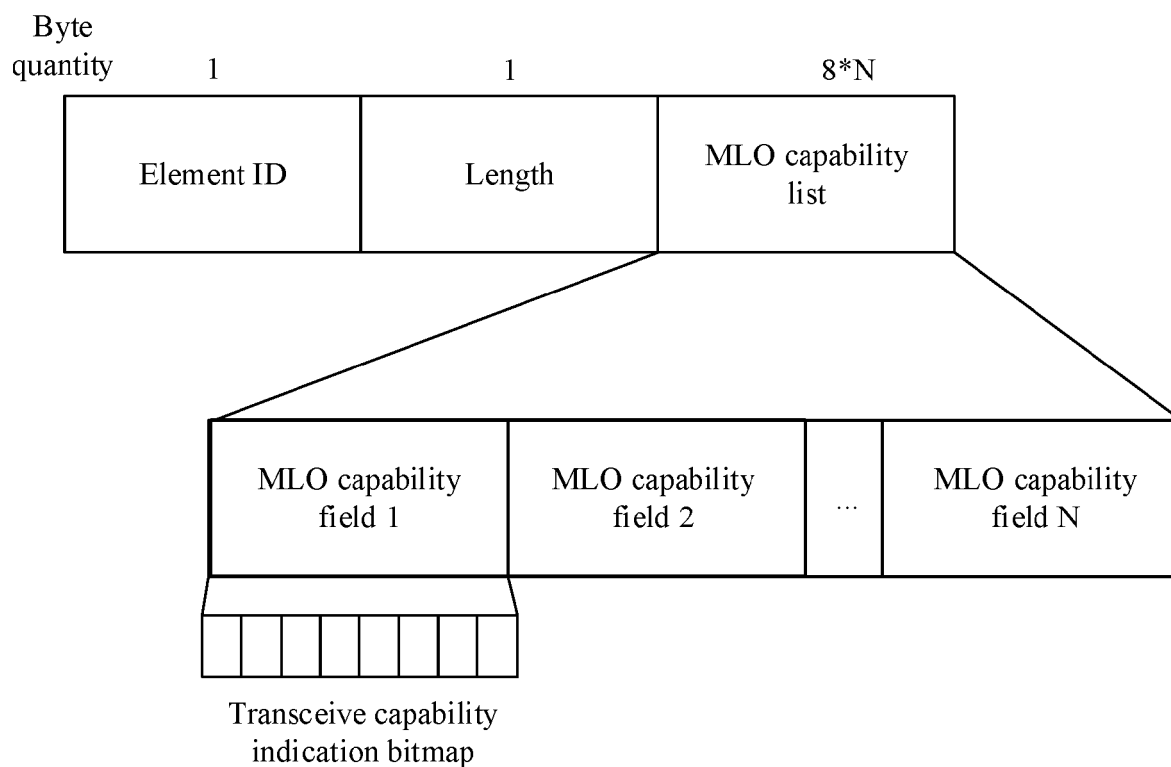 Byte
quantity
1
1
8*N
Element ID
Length
MLO capability
list
MLO capability
field 1
MLO capability
field 2
...
MLO capability
field N
Transceive capability
indication bitmap